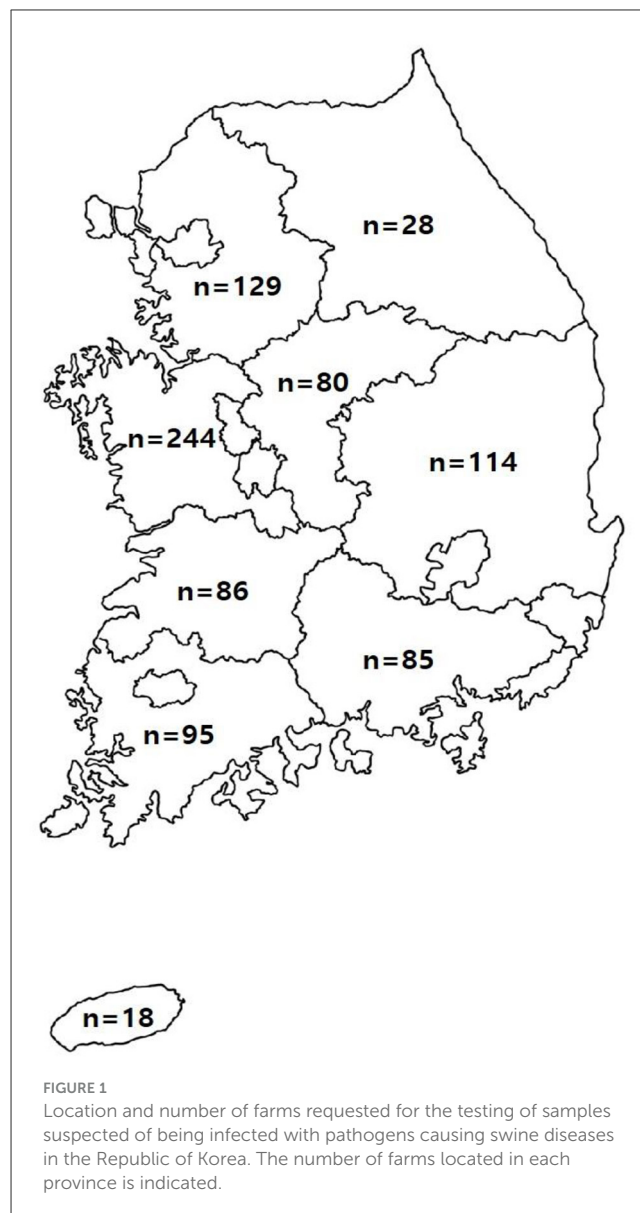 n=28
n=129
n=80
n=244
n=114
n=86
n=85
n=95
n=18
FIGURE 1
Location and number of farms requested for the testing of samples
suspected of being infected with pathogens causing swine diseases
in the Republic of Korea. The number of farms located in each
province is indicated.